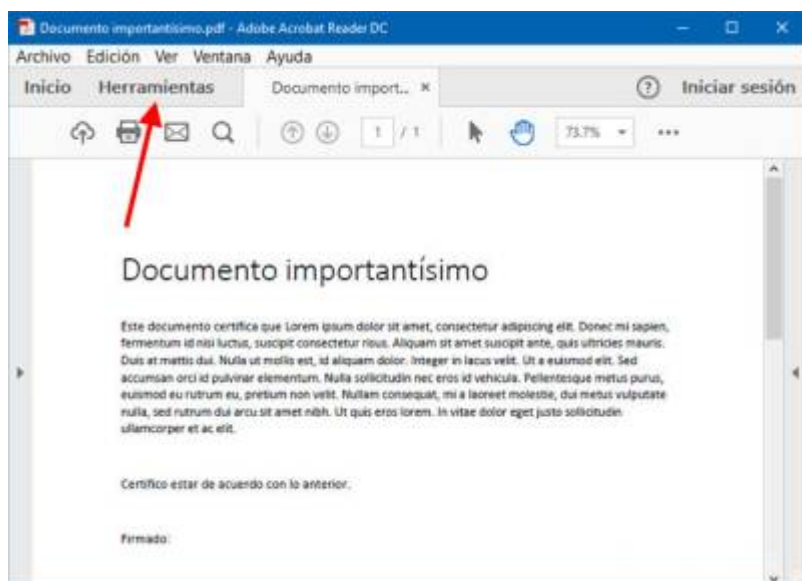 Documento importantísimo.pdf - Adobe Acrobat Reader DC
Archivo Edición Ver Ventana Ayuda
Inicio Herramientas Documento import... × ? Iniciar sesión
1 / 1 73.7%
Documento importantísimo
Este documento certifica que Lorem ipsum dolor sit amet, consectetur adipiscing elit. Donec mi sapien,
fermentum id nisi luctus, suscipit consectetur risus. Aliquam sit amet suscipit ante, quis ultricies mauris.
Duis at mattis dui. Nulla ut mollis est, id aliquam dolor. Integer in lacus velit. Ut a euismod elit. Sed
accumsan orci id pulvinar elementum. Nulla sollicitudin nec eros id vehicula. Pellentesque metus purus,
euismod eu rutrum eu, pretium non velit. Nullam consequat, mi a laoreet molestie, dui metus vulputate
nulla, sed rutrum dui arcu sit amet nibh. Ut quis eros lorem. In vitae dolor eget justo sollicitudin
ullamcorper et ac elit.
Certifico estar de acuerdo con lo anterior.
Firmado: